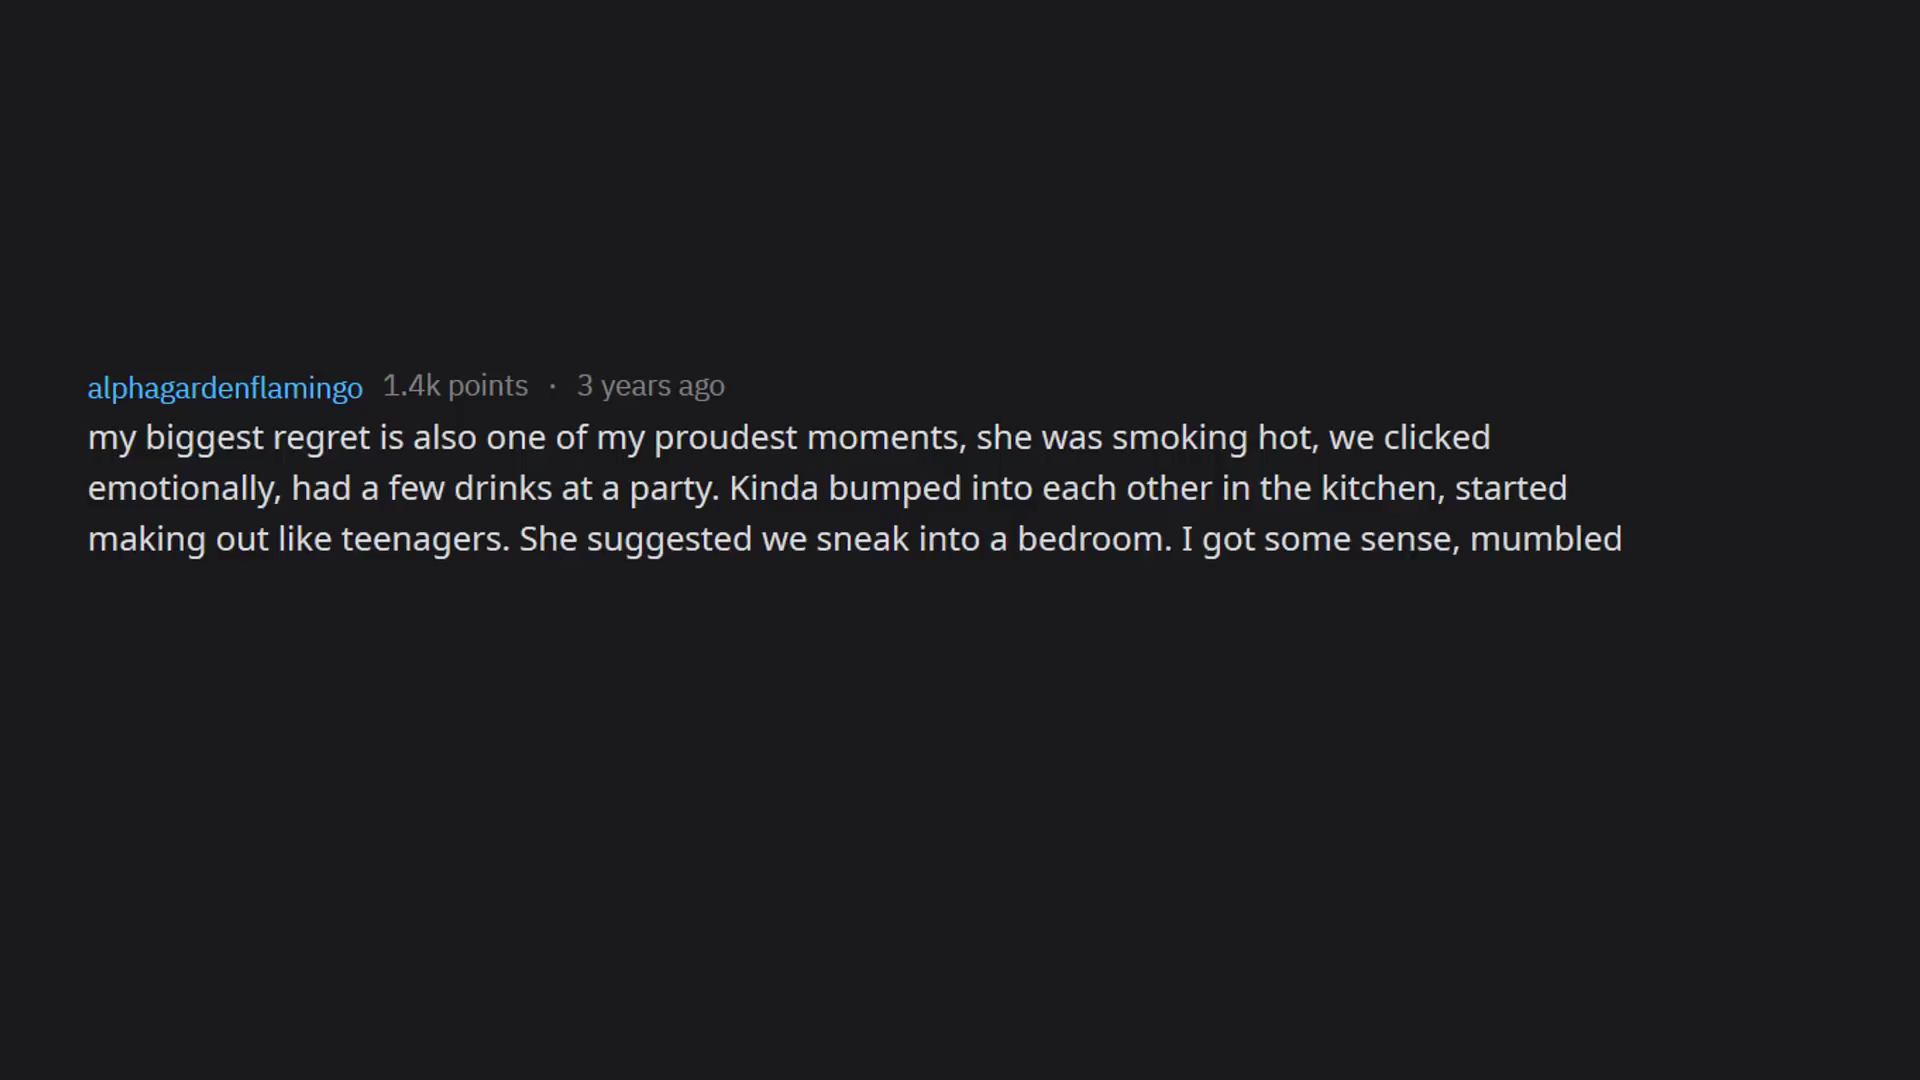 alphagardenflamingo 1.4k points · 3 years ago
my biggest regret is also one of my proudest moments, she was smoking hot, we clicked
emotionally, had a few drinks at a party. Kinda bumped into each other in the kitchen, started
making out like teenagers. She suggested we sneak into a bedroom. I got some sense, mumbled